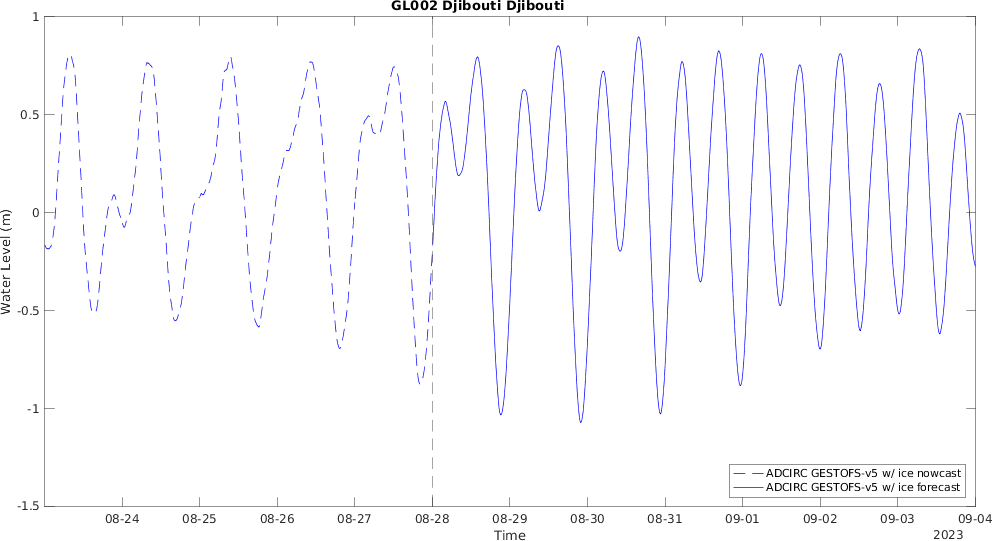 GL002 Djibouti Djibouti
1
0.5
0
-0.5
-1
-1.5
Water Level (m)
08-24 08-25 08-26 08-27 08-28 08-29 08-30 08-31 09-01 09-02 09-03 09-04
Time
2023
ADCIRC GESTOFS-v5 w/ ice nowcast
ADCIRC GESTOFS-v5 w/ ice forecast